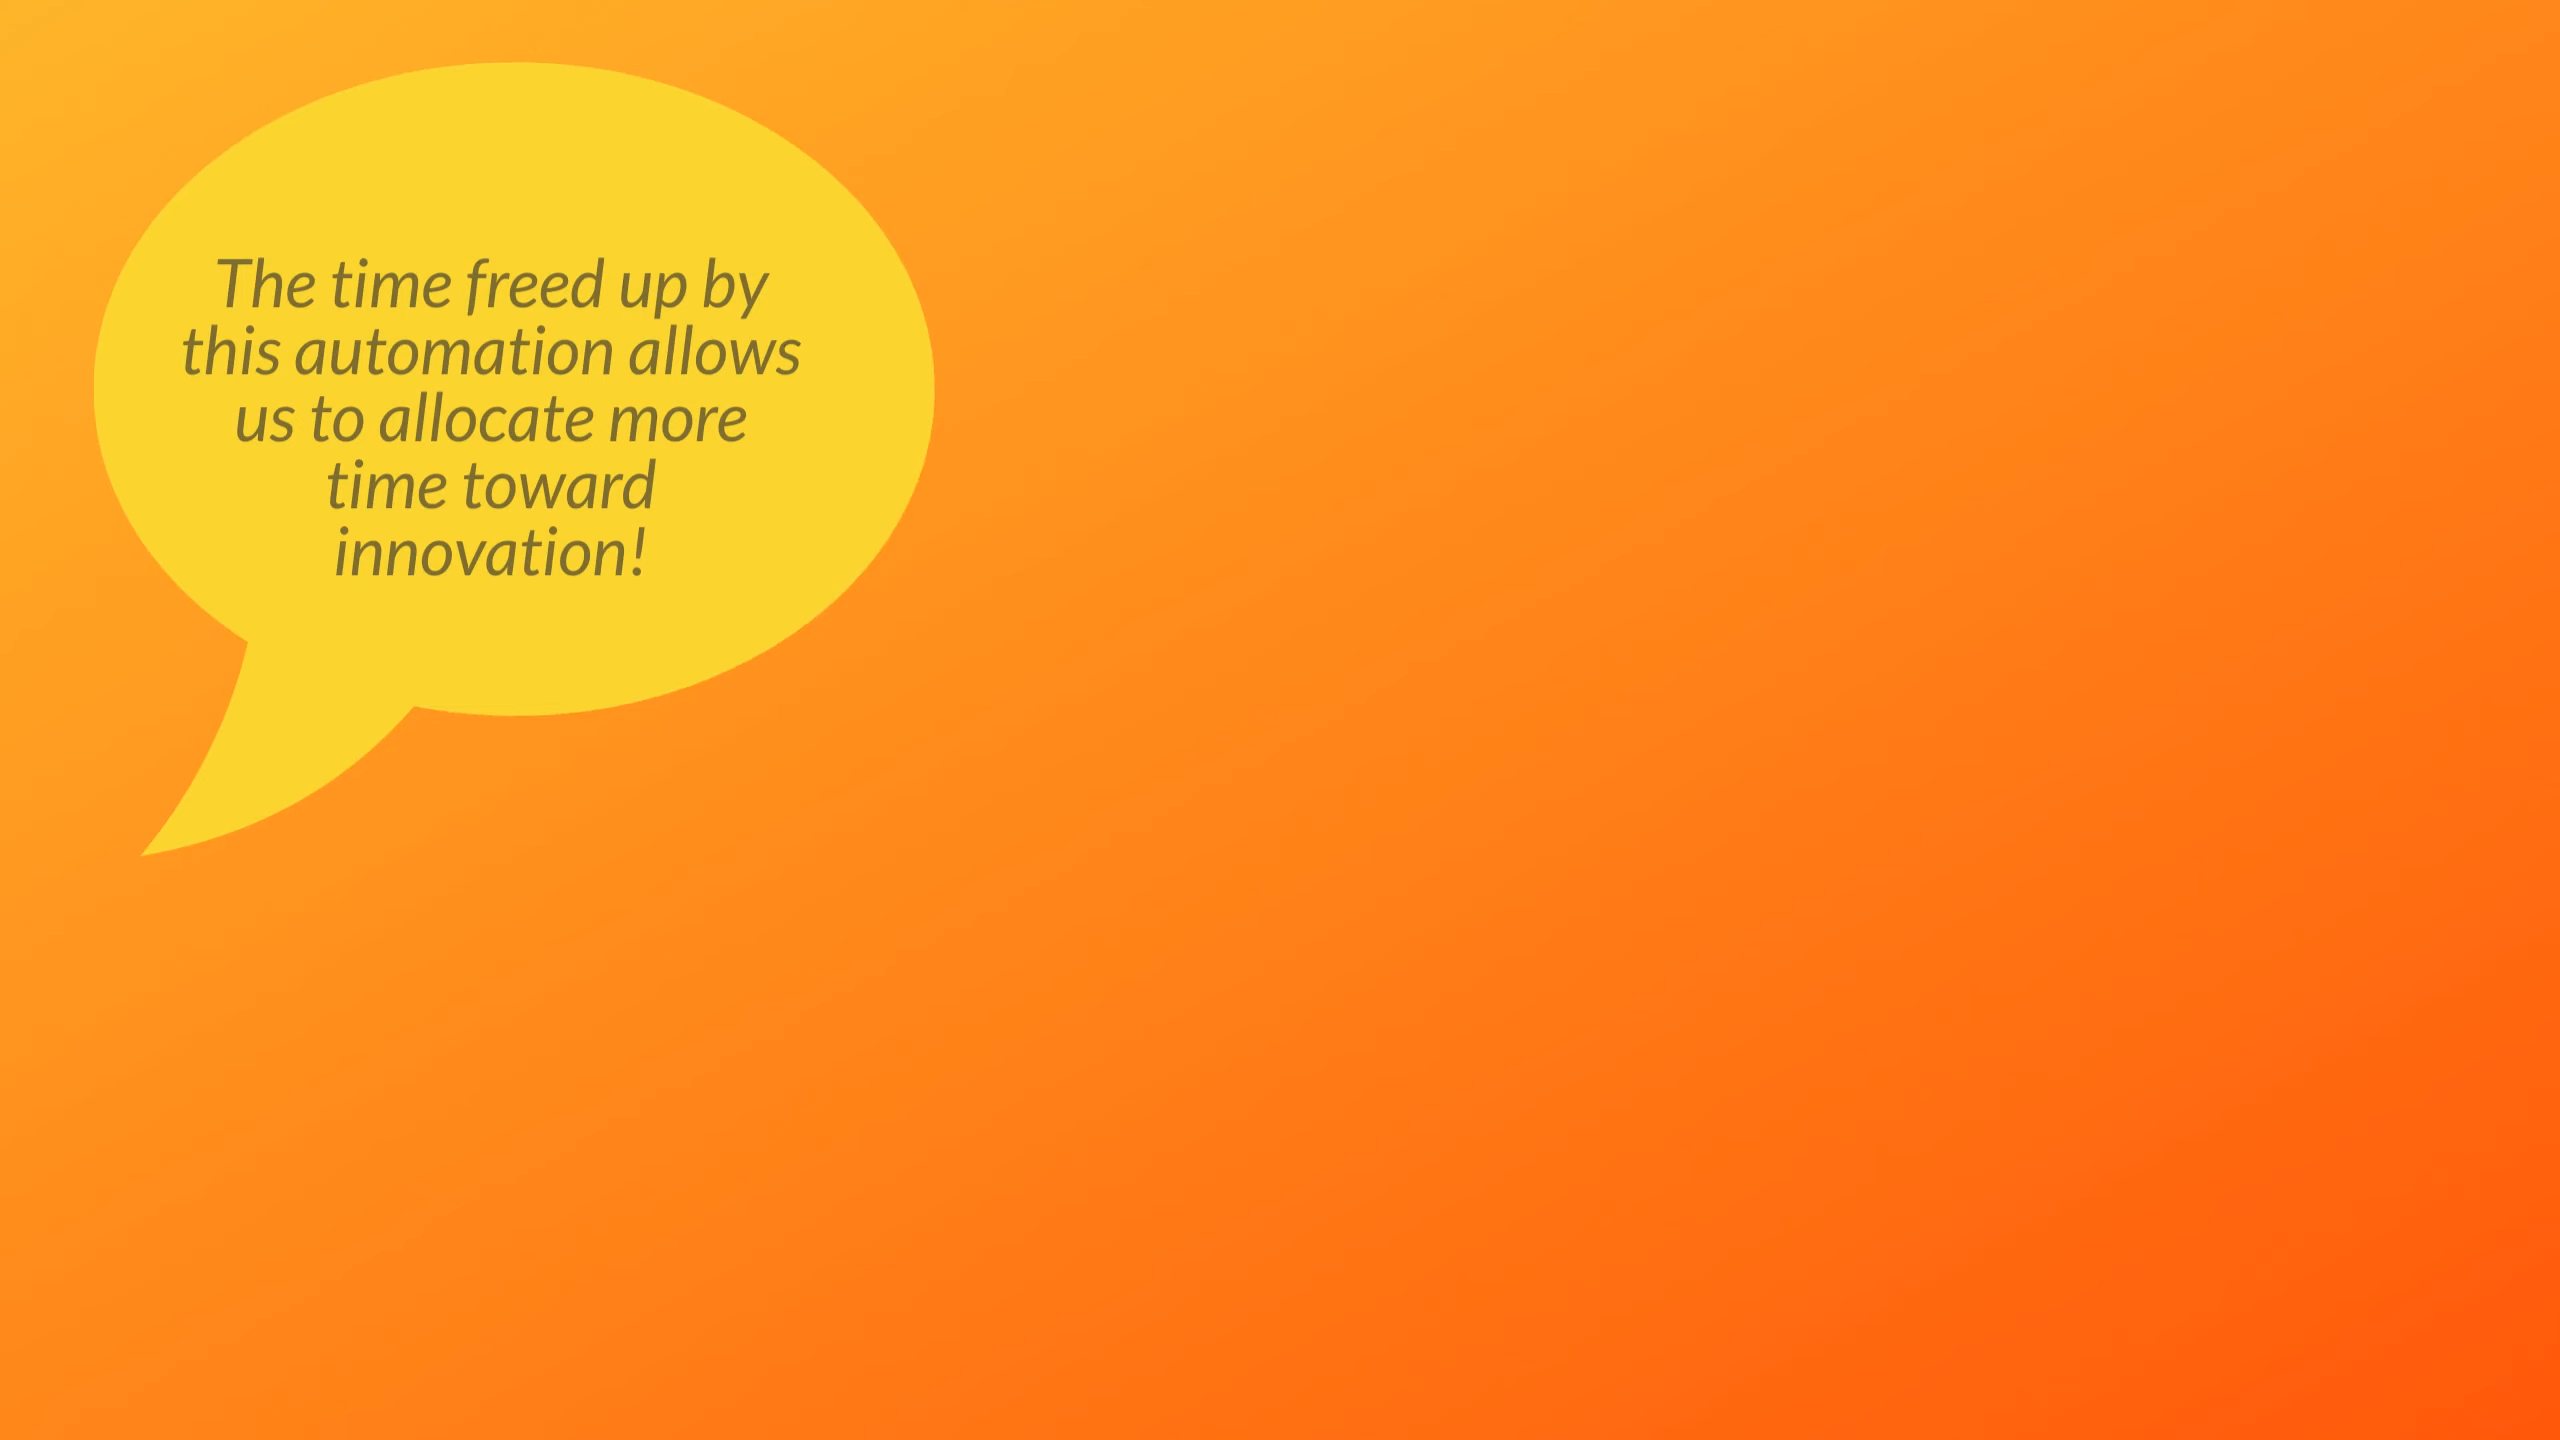 The time freed up by
this automation allows
us to allocate more
time toward
innovation!